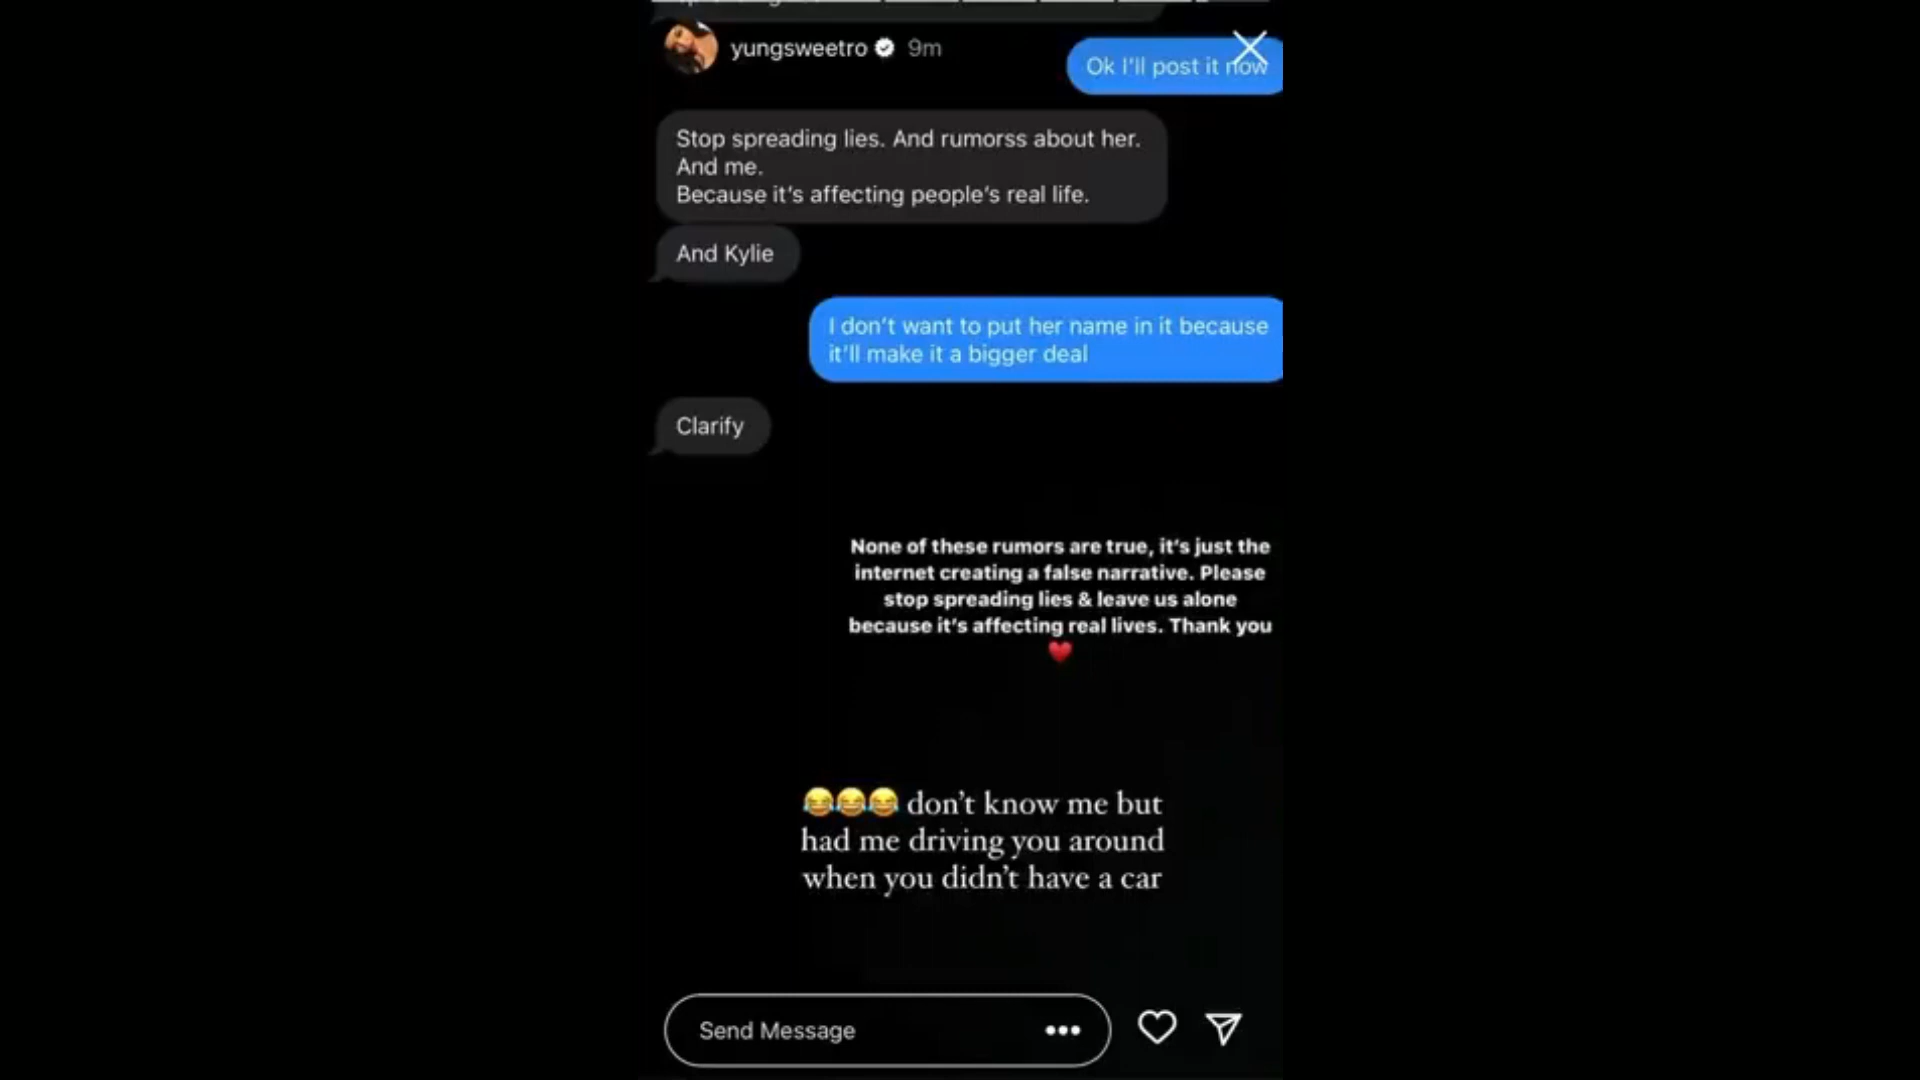 yungsweetro 9m
Ok I'll post it now
Stop spreading lies. And rumorss about her.
And me.
Because it's affecting people's real life.
And Kylie
I don't want to put her name in it because
it'll make it a bigger deal
Clarify
None of these rumors are true, it's just the
internet creating a false narrative. Please
stop spreading lies & leave us alone
because it's affecting real lives. Thank you
❤️
😂😂😂 don't know me but
had me driving you around
when you didn't have a car
Send Message